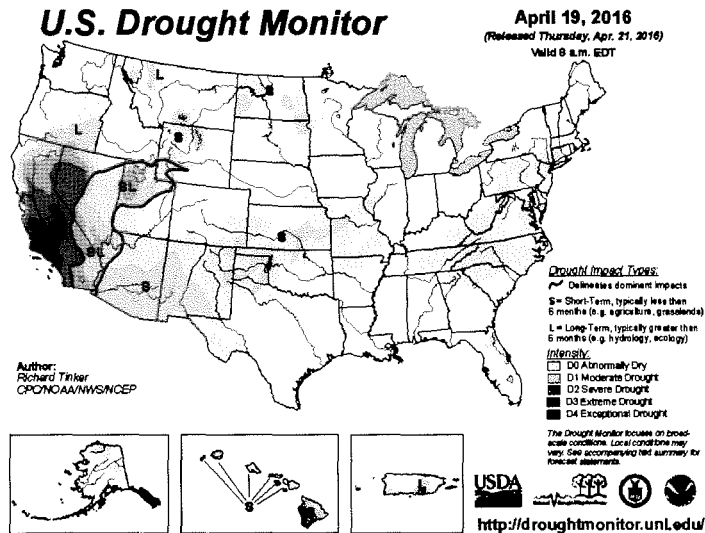 U.S. Drought Monitor
April 19, 2016
(Released Thursday, Apr. 21, 2016)
Valid 8 a.m. EDT
L
S
L
S
SL
S
SL
S
Drought Impact Types:
Delineates dominant impacts
S = Short-Term, typically less than
6 months (e.g. agriculture, grasslands)
L = Long-Term, typically greater than
6 months (e.g. hydrology, ecology)
Intensity:
D0 Abnormally Dry
D1 Moderate Drought
D2 Severe Drought
D3 Extreme Drought
D4 Exceptional Drought
Author:
Richard Tinker
CPC/NOAA/NWS/NCEP
The Drought Monitor focuses on broad-
scale conditions. Local conditions may
vary. See accompanying text summary for
forecast statements.
S
L
USDA
http://droughtmonitor.unl.edu/